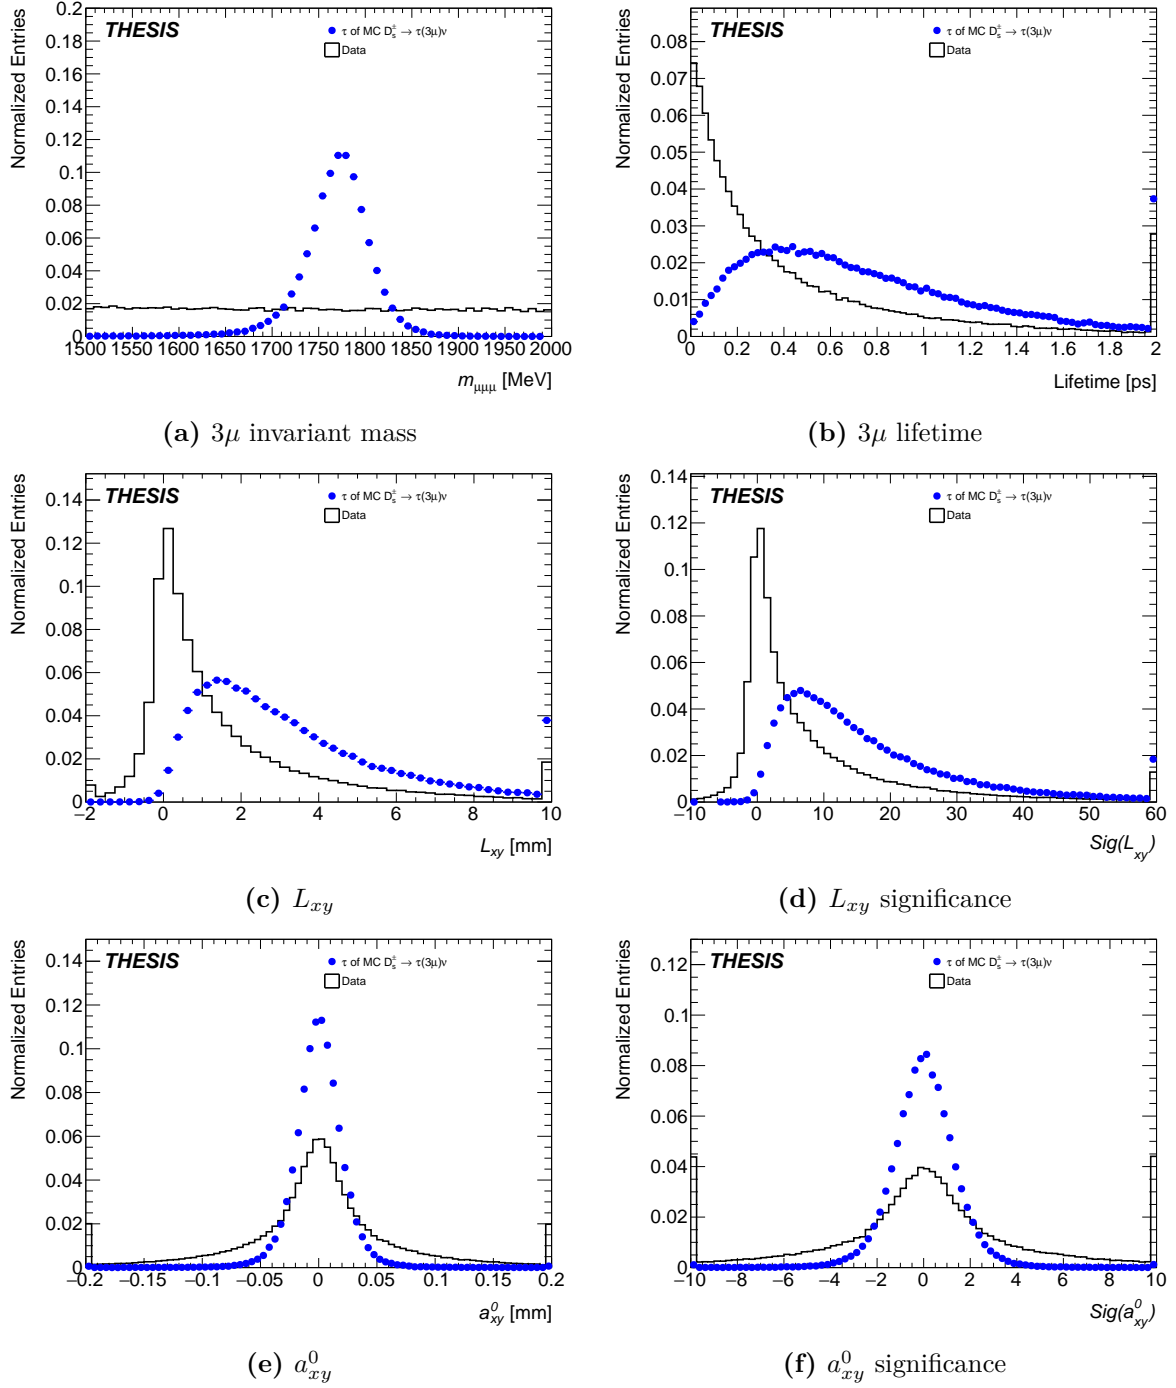 THESIS
τ of MC D±s → τ(3μ)ν
Data
Normalized Entries
0.2
0.18
0.16
0.14
0.12
0.1
0.08
0.06
0.04
0.02
0
1500 1550 1600 1650 1700 1750 1800 1850 1900 1950 2000
mμμμ [MeV]
(a) 3μ invariant mass
THESIS
τ of MC D±s → τ(3μ)ν
Data
Normalized Entries
0.08
0.07
0.06
0.05
0.04
0.03
0.02
0.01
0
0 0.2 0.4 0.6 0.8 1 1.2 1.4 1.6 1.8 2
Lifetime [ps]
(b) 3μ lifetime
THESIS
τ of MC D±s → τ(3μ)ν
Data
Normalized Entries
0.14
0.12
0.1
0.08
0.06
0.04
0.02
0
−2 0 2 4 6 8 10
Lxy [mm]
(c) Lxy
THESIS
τ of MC D±s → τ(3μ)ν
Data
Normalized Entries
0.14
0.12
0.1
0.08
0.06
0.04
0.02
0
−10 0 10 20 30 40 50 60
Sig(Lxy)
(d) Lxy significance
THESIS
τ of MC D±s → τ(3μ)ν
Data
Normalized Entries
0.14
0.12
0.1
0.08
0.06
0.04
0.02
0
−0.2 −0.15 −0.1 −0.05 0 0.05 0.1 0.15 0.2
a0xy [mm]
(e) a0xy
THESIS
τ of MC D±s → τ(3μ)ν
Data
Normalized Entries
0.12
0.1
0.08
0.06
0.04
0.02
0
−10 −8 −6 −4 −2 0 2 4 6 8 10
Sig(a0xy)
(f) a0xy significance